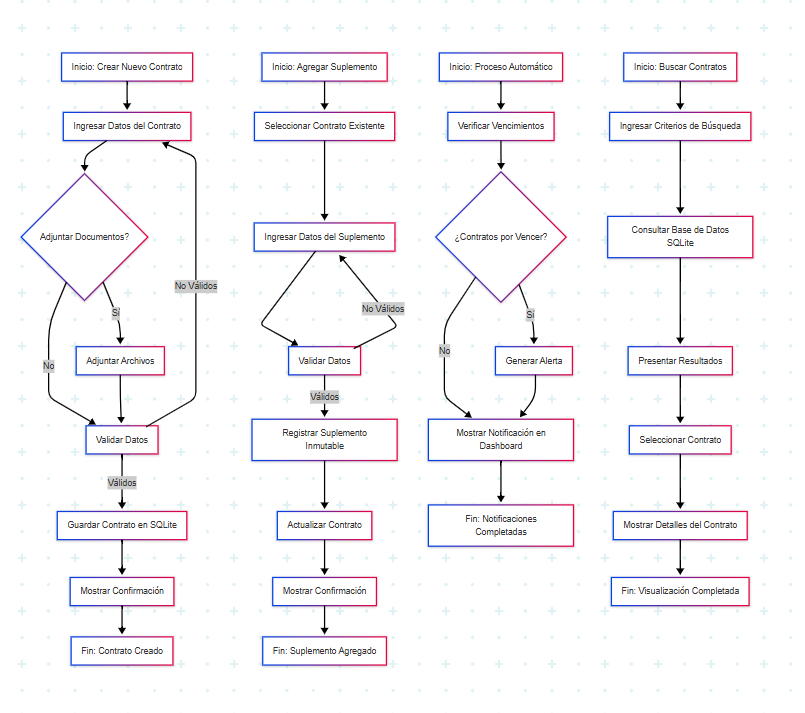 Inicio: Crear Nuevo Contrato
Ingresar Datos del Contrato
Adjuntar Documentos?
No Válidos
Sí
No
Adjuntar Archivos
Validar Datos
Válidos
Guardar Contrato en SQLite
Mostrar Confirmación
Fin: Contrato Creado
Inicio: Agregar Suplemento
Seleccionar Contrato Existente
Ingresar Datos del Suplemento
No Válidos
Validar Datos
Válidos
Registrar Suplemento
Inmutable
Actualizar Contrato
Mostrar Confirmación
Fin: Suplemento Agregado
Inicio: Proceso Automático
Verificar Vencimientos
¿Contratos por Vencer?
Sí
No
Generar Alerta
Mostrar Notificación en
Dashboard
Fin: Notificaciones
Completadas
Inicio: Buscar Contratos
Ingresar Criterios de Búsqueda
Consultar Base de Datos
SQLite
Presentar Resultados
Seleccionar Contrato
Mostrar Detalles del Contrato
Fin: Visualización Completada